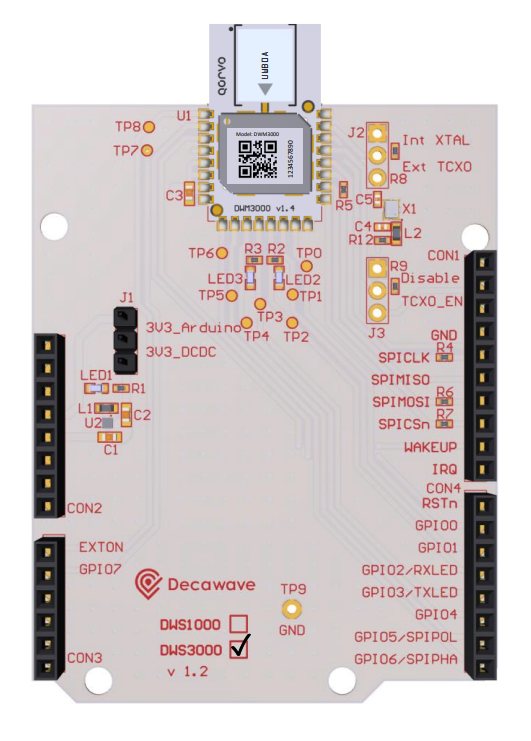 qorvo
UWBDA
U1
TP8
TP7
Model: DWM3000
1234567890
J2
Int XTAL
Ext TCXO
R8
C3
R5
C5
X1
DWM3000 v1.4
C4
L2
R12
TP6
R3
R2
TP0
LED3
LED2
R9
CON1
Disable
TP5
TP1
TCXO_EN
J1
TP3
TP4
TP2
J3
3V3_Arduino
3V3_DCDC
GND
R4
SPICLK
SPIMISO
LED1
R1
R6
SPIMOSI
L1
C2
U2
R7
SPICSn
C1
WAKEUP
IRQ
CON4
RSTn
CON2
GPIO0
EXTON
GPIO1
GPIO7
GPIO2/RXLED
Decawave
TP9
GPIO3/TXLED
GPIO4
DWS1000
GND
GPIO5/SPIPOL
DWS3000
CON3
GPIO6/SPIPHA
v 1.2